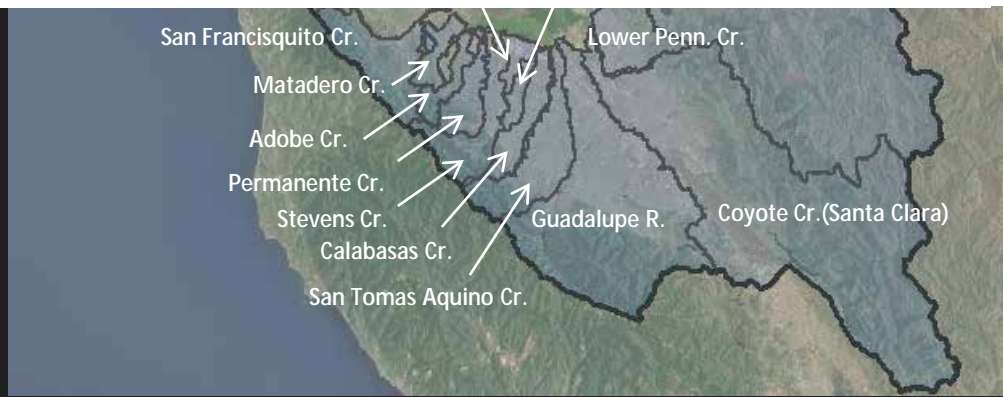 San Francisquito Cr.
Lower Penn. Cr.
Matadero Cr.
Adobe Cr.
Permanente Cr.
Stevens Cr.
Guadalupe R.
Coyote Cr.(Santa Clara)
Calabasas Cr.
San Tomas Aquino Cr.